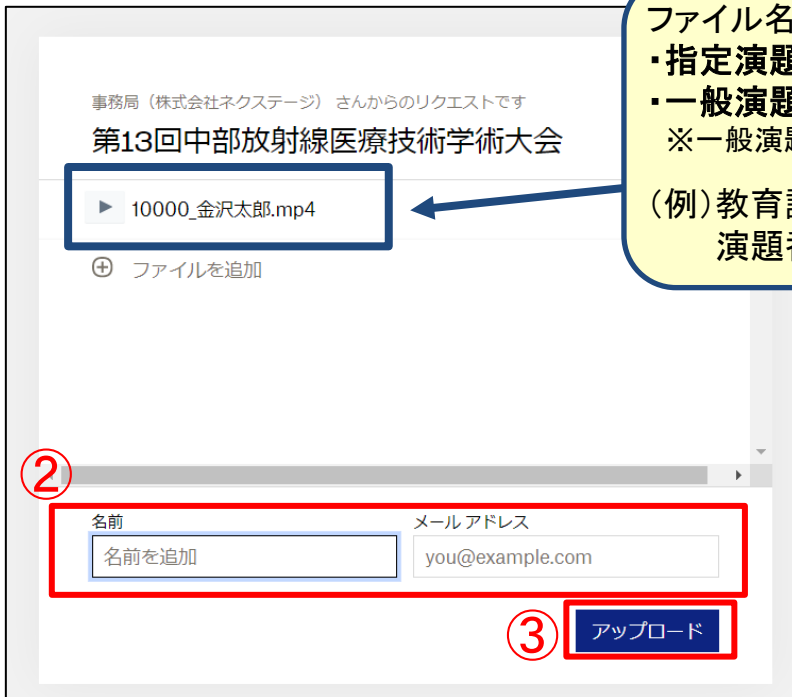 ファイル名
・指定演題
・一般演題
※一般演題
(例)教育講
演題者
事務局（株式会社ネクステージ） さんからのリクエストです
第13回中部放射線医療技術学術大会
10000_金沢太郎.mp4
ファイルを追加
②
名前 メール アドレス
名前を追加 you@example.com
③ アップロード